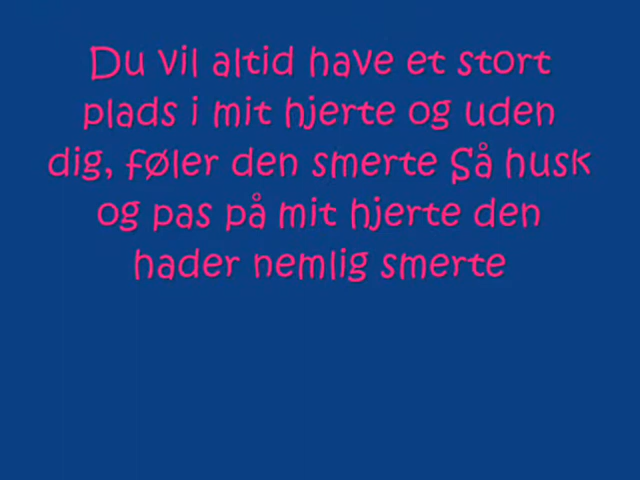 Du vil altid have et stort
plads i mit hjerte og uden
dig, føler den smerte Så husk
og pas på mit hjerte den
hader nemlig smerte